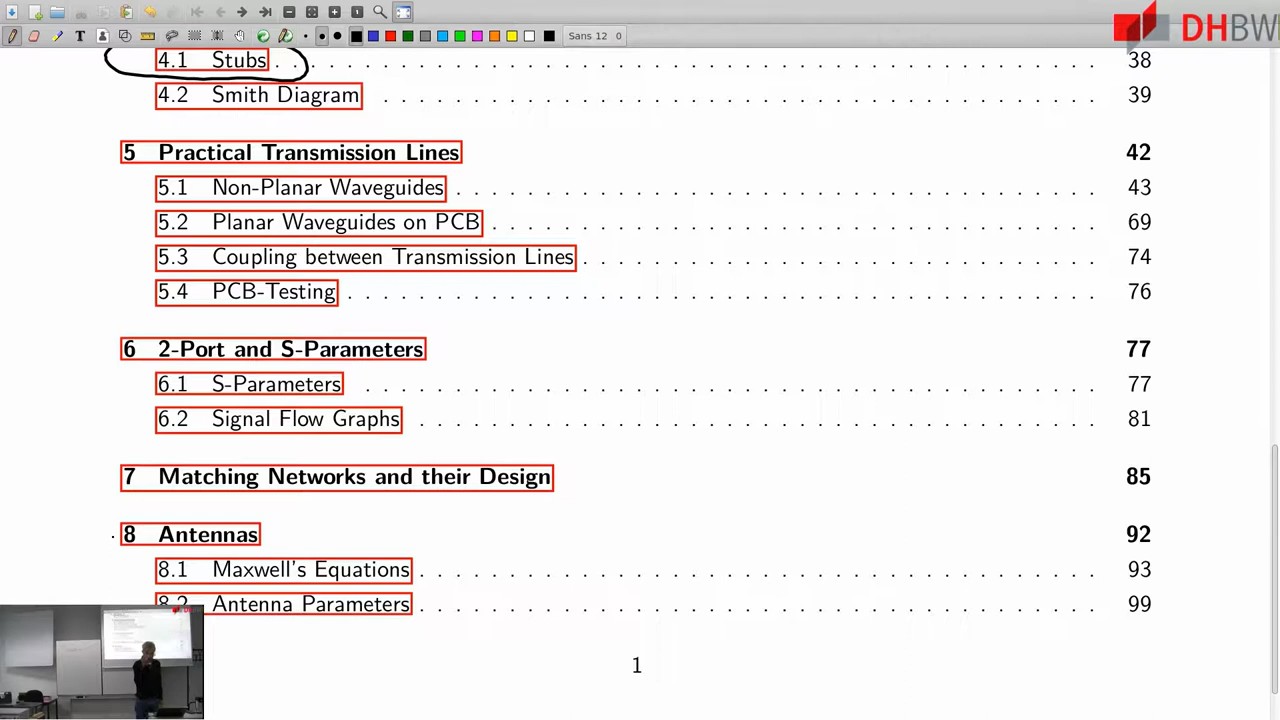 Sans 12 0
DHBW
4.1 Stubs . . . . . . . . . . . . . . . . . . . . . . . . . 38
4.2 Smith Diagram . . . . . . . . . . . . . . . . . . . . . . 39
5 Practical Transmission Lines 42
5.1 Non-Planar Waveguides . . . . . . . . . . . . . . . . . . . . 43
5.2 Planar Waveguides on PCB . . . . . . . . . . . . . . . . . . . 69
5.3 Coupling between Transmission Lines . . . . . . . . . . . . . . . . 74
5.4 PCB-Testing . . . . . . . . . . . . . . . . . . . . . . . 76
6 2-Port and S-Parameters 77
6.1 S-Parameters . . . . . . . . . . . . . . . . . . . . . . 77
6.2 Signal Flow Graphs . . . . . . . . . . . . . . . . . . . . . 81
7 Matching Networks and their Design 85
8 Antennas 92
8.1 Maxwell's Equations . . . . . . . . . . . . . . . . . . . . . 93
8.2 Antenna Parameters . . . . . . . . . . . . . . . . . . . . . 99
1